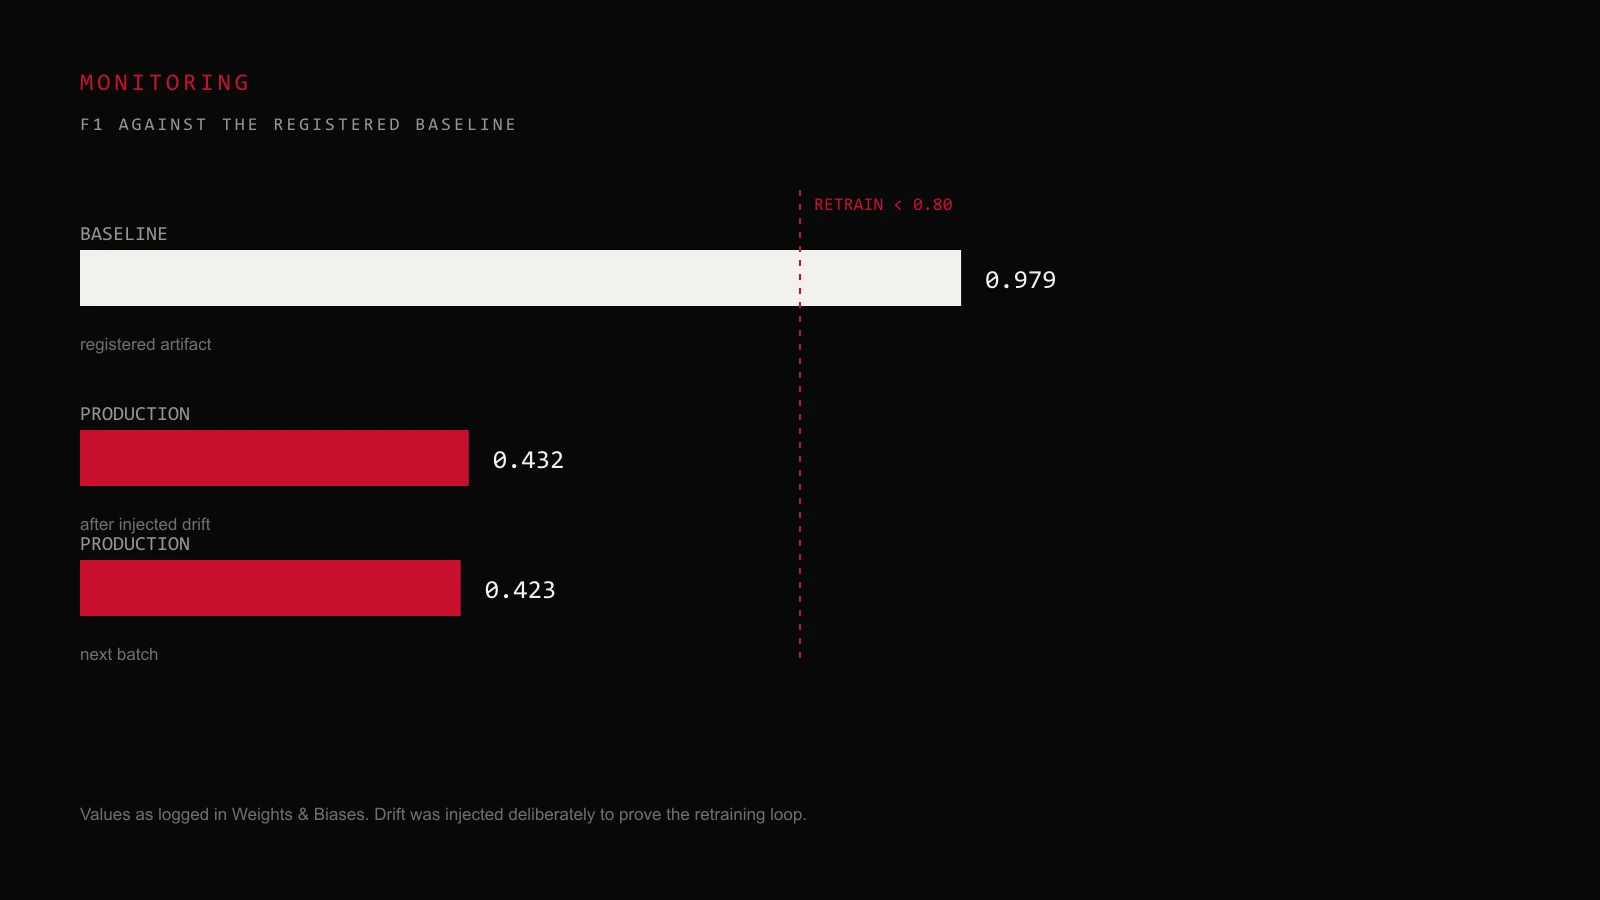 MONITORING
F1 AGAINST THE REGISTERED BASELINE
RETRAIN < 0.80
BASELINE
0.979
registered artifact
PRODUCTION
0.432
after injected drift
PRODUCTION
0.423
next batch
Values as logged in Weights & Biases. Drift was injected deliberately to prove the retraining loop.